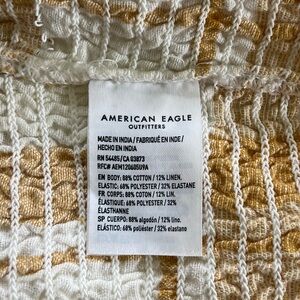 AMERICAN EAGLE
OUTFITTERS
MADE IN INDIA / FABRIQUÉ EN INDE /
HECHO EN INDIA
RN 54485/CA 03873
RFC# AEM120605U9A
EN BODY: 88% COTTON / 12% LINEN.
ELASTIC: 68% POLYESTER / 32% ELASTANE
FR CORPS: 88% COTON / 12% LIN.
ÉLASTIQUE: 68% POLYESTER / 32%
ÉLASTHANNE
SP CUERPO: 88% algodón / 12% lino.
ELÁSTICO: 68% poliéster / 32% elastano